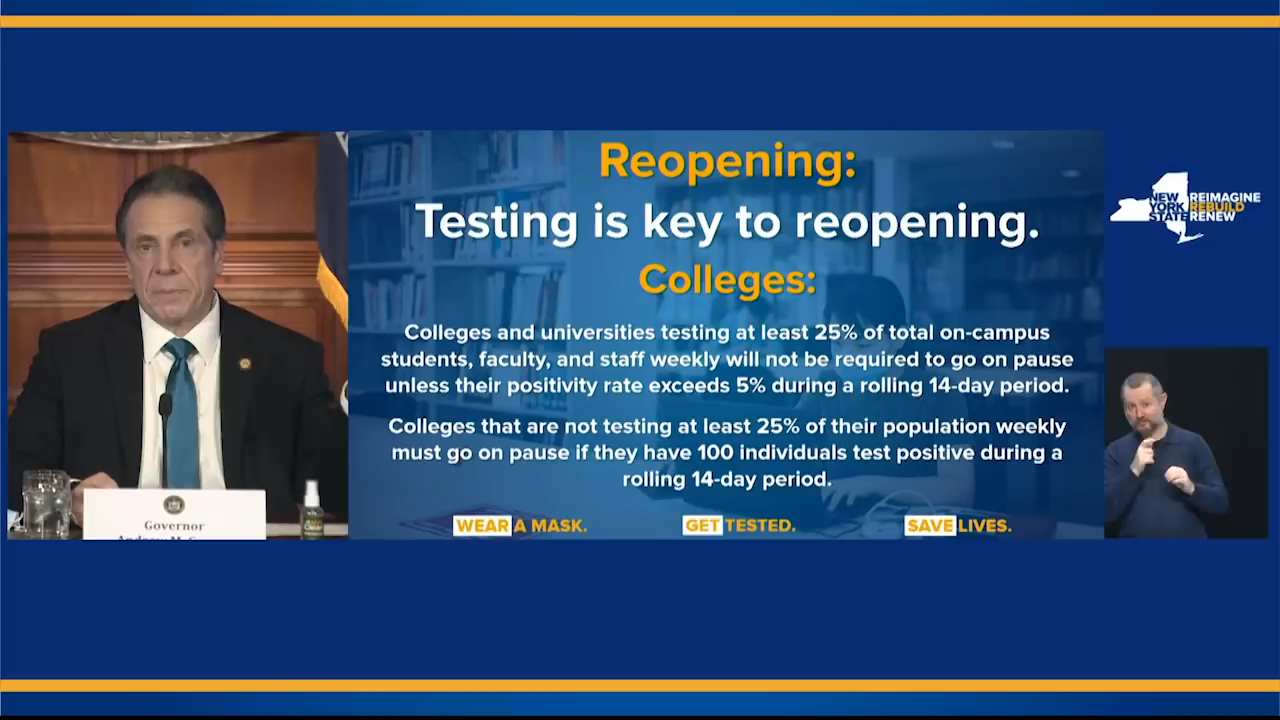 Reopening:
Testing is key to reopening.
Colleges:
Colleges and universities testing at least 25% of total on-campus
students, faculty, and staff weekly will not be required to go on pause
unless their positivity rate exceeds 5% during a rolling 14-day period.
Colleges that are not testing at least 25% of their population weekly
must go on pause if they have 100 individuals test positive during a
rolling 14-day period.
WEAR A MASK. GET TESTED. SAVE LIVES.
Governor
NEW YORK STATE
REIMAGINE
REBUILD
RENEW